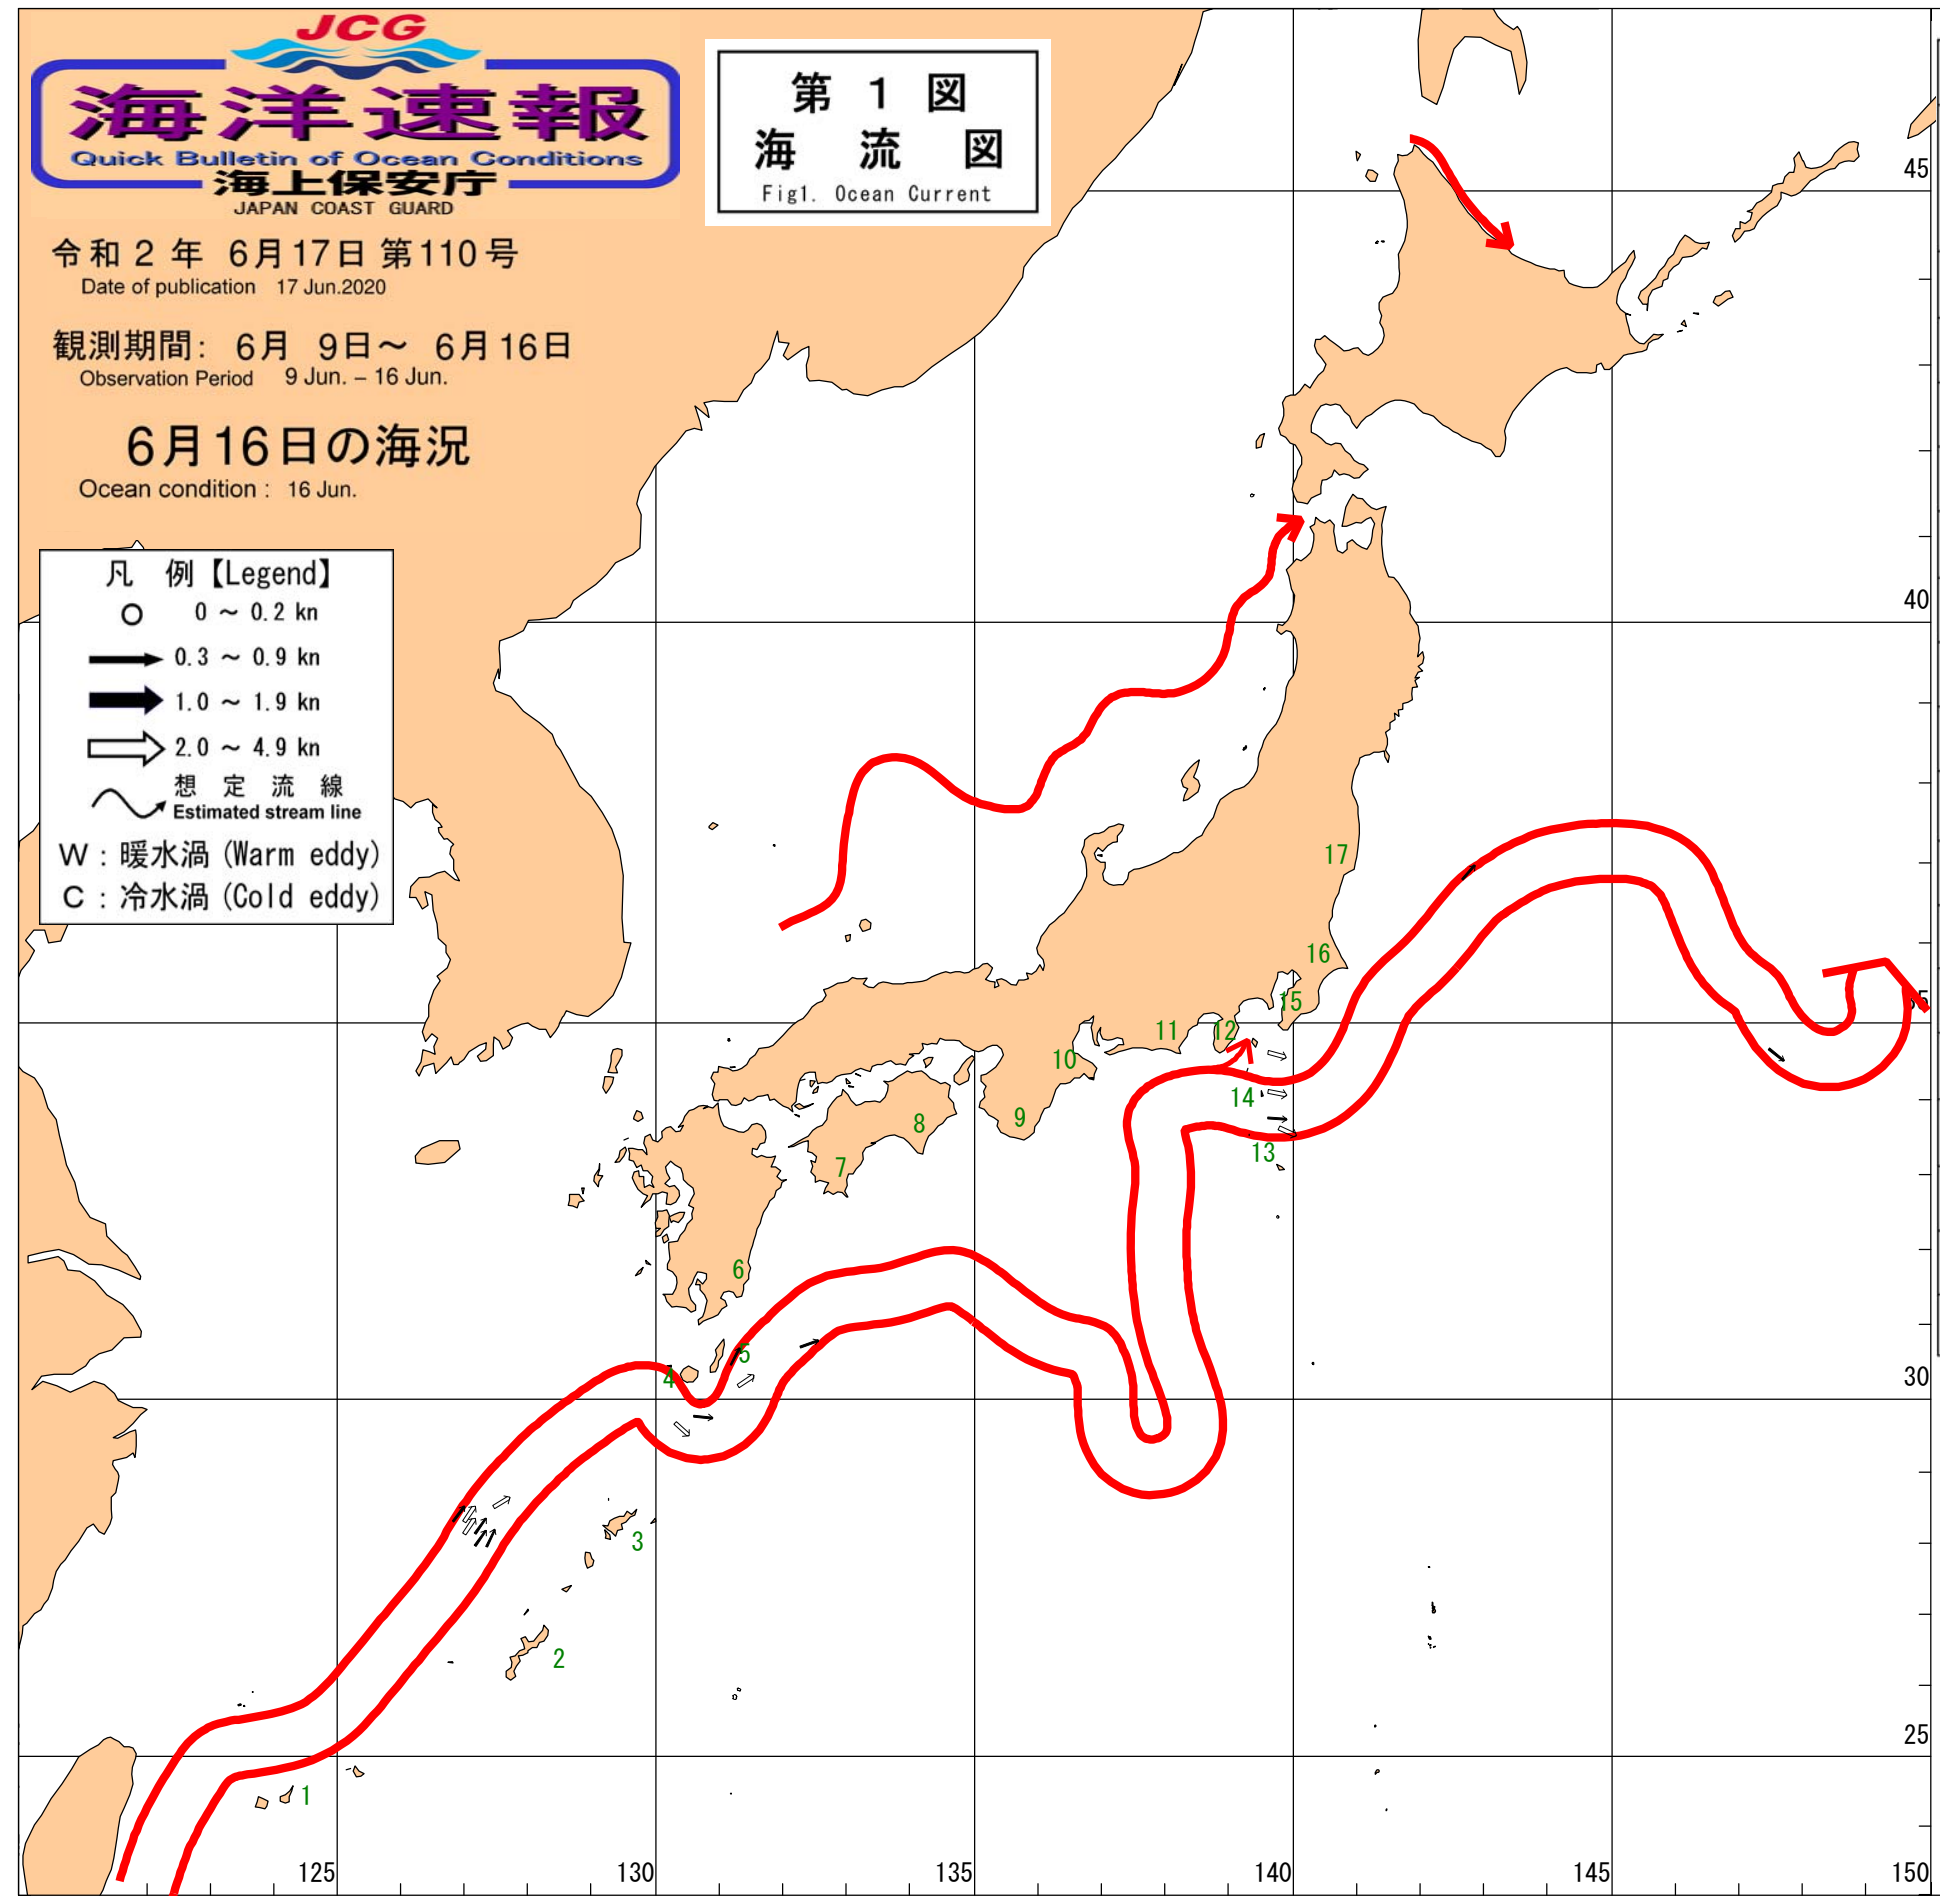 JCG
海洋速報
Quick Bulletin of Ocean Conditions
海上保安庁
JAPAN COAST GUARD
第 1 図
海 流 図
Fig1. Ocean Current
令和 2 年 6月17日 第110号
Date of publication 17 Jun.2020
観測期間: 6月 9日～ 6月16日
Observation Period 9 Jun. – 16 Jun.
6月16日の海況
Ocean condition : 16 Jun.
凡 例【Legend】
0 ～ 0.2 kn
0.3 ～ 0.9 kn
1.0 ～ 1.9 kn
2.0 ～ 4.9 kn
想 定 流 線
Estimated stream line
W : 暖水渦 (Warm eddy)
C : 冷水渦 (Cold eddy)
45
40
17
16
35
15
12
11
10
14
9
8
13
7
6
5
4
30
3
2
25
1
125
130
135
140
145
150